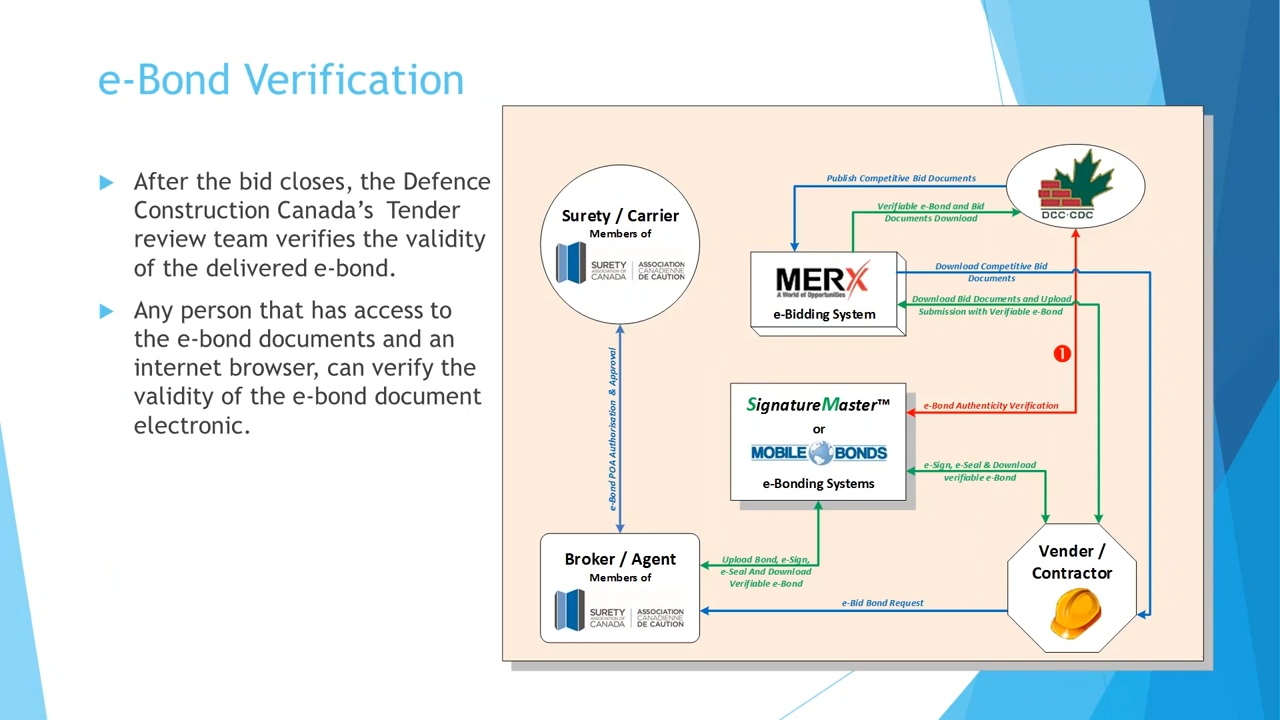 e-Bond Verification
After the bid closes, the Defence
Construction Canada's Tender
review team verifies the validity
of the delivered e-bond.
Any person that has access to
the e-bond documents and an
internet browser, can verify the
validity of the e-bond document
electronic.
Surety / Carrier
Members of
SURETY
ASSOCIATION OF
CANADA
ASSOCIATION
CANADIENNE
DE CAUTION
Publish Competitive Bid Documents
Verifiable e-Bond and Bid
Documents Download
DCC·CDC
MERX
A World of Opportunities
e-Bidding System
Download Competitive Bid
Documents
Download Bid Documents and Upload
Submission with Verifiable e-Bond
1
e-Bond POA Authorisation & Approval
SignatureMaster™
or
MOBILE BONDS
e-Bonding Systems
e-Bond Authenticity Verification
e-Sign, e-Seal & Download
verifiable e-Bond
Broker / Agent
Members of
SURETY
ASSOCIATION OF
CANADA
ASSOCIATION
CANADIENNE
DE CAUTION
Upload Bond, e-Sign,
e-Seal And Download
Verifiable e-Bond
e-Bid Bond Request
Vender /
Contractor